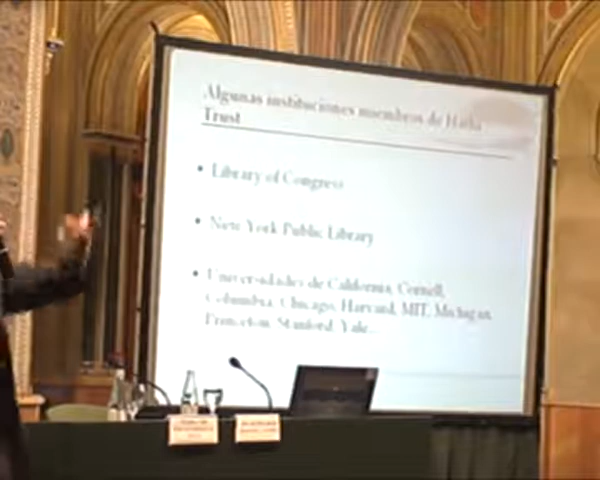 Algunas instituciones miembros de Hathi
Trust
• Library of Congress
• New York Public Library
• Universidades de California, Cornell,
Columbia, Chicago, Harvard, MIT, Michigan,
Princeton, Stanford, Yale...